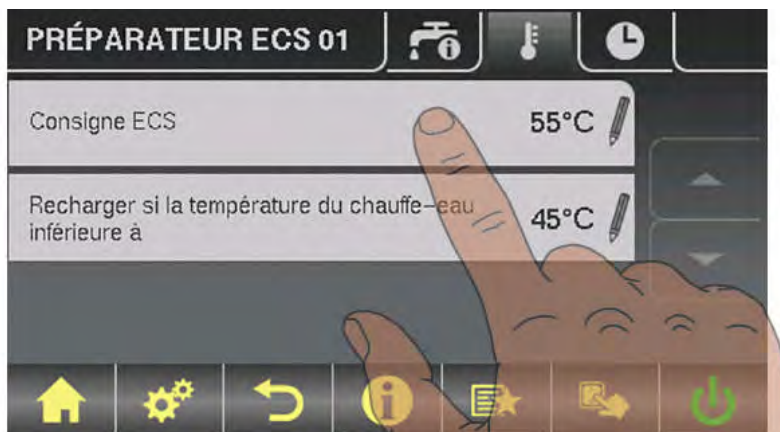 PRÉPARATEUR ECS 01
Consigne ECS
55°C
Recharger si la température du chauffe-eau
inférieure à
45°C